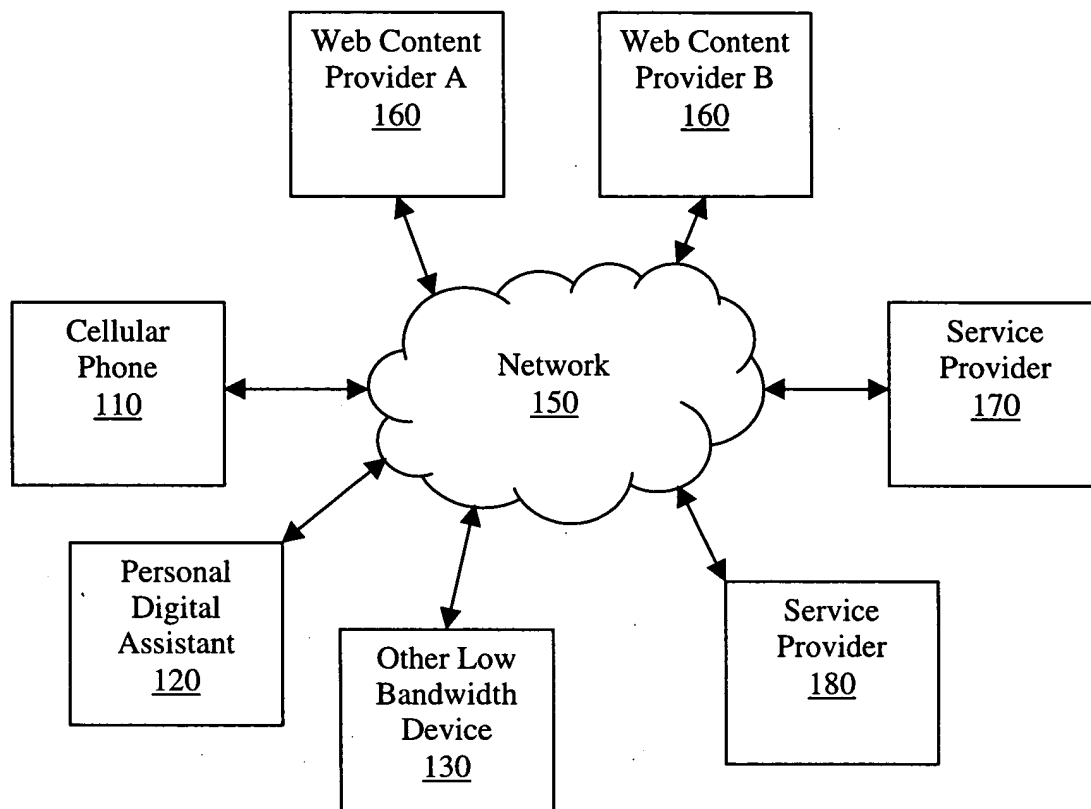 Web Content
Provider A
160
Web Content
Provider B
160
Cellular
Phone
110
Network
150
Service
Provider
170
Personal
Digital
Assistant
120
Other Low
Bandwidth
Device
130
Service
Provider
180